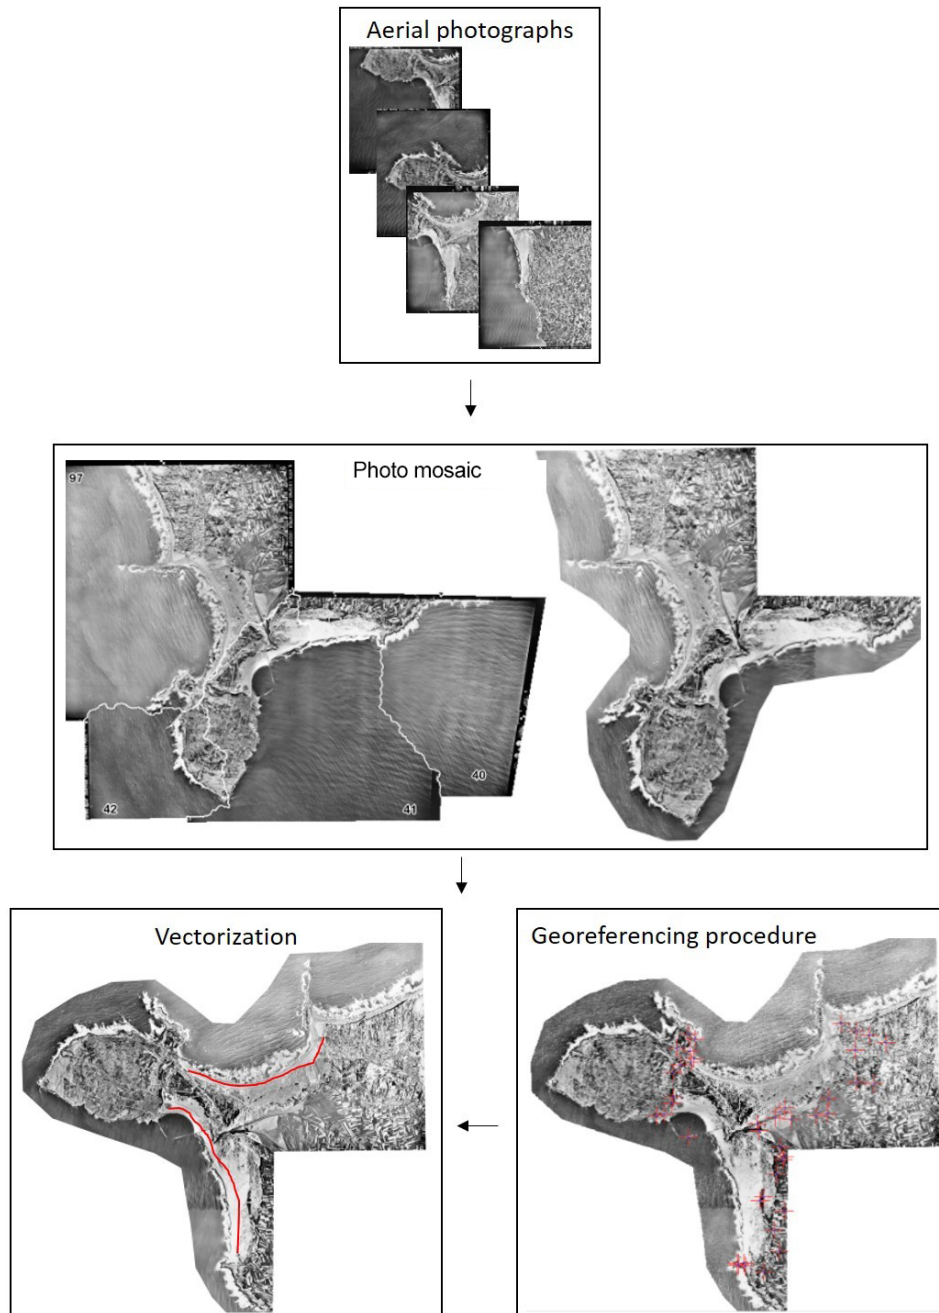 Aerial photographs
Photo mosaic
97
40
42
41
Vectorization
Georeferencing procedure